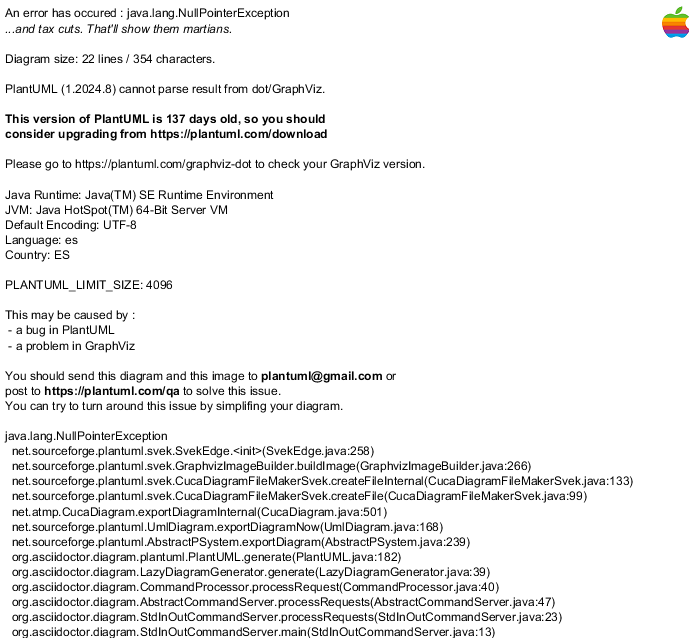 An error has occured : java.lang.NullPointerException
...and tax cuts. That'll show them martians.
Diagram size: 22 lines / 354 characters.
PlantUML (1.2024.8) cannot parse result from dot/GraphViz.
This version of PlantUML is 137 days old, so you should
consider upgrading from https://plantuml.com/download
Please go to https://plantuml.com/graphviz-dot to check your GraphViz version.
Java Runtime: Java(TM) SE Runtime Environment
JVM: Java HotSpot(TM) 64-Bit Server VM
Default Encoding: UTF-8
Language: es
Country: ES
PLANTUML_LIMIT_SIZE: 4096
This may be caused by :
- a bug in PlantUML
- a problem in GraphViz
You should send this diagram and this image to plantuml@gmail.com or
post to https://plantuml.com/qa to solve this issue.
You can try to turn around this issue by simplifing your diagram.
java.lang.NullPointerException
net.sourceforge.plantuml.svek.SvekEdge.<init>(SvekEdge.java:258)
net.sourceforge.plantuml.svek.GraphvizImageBuilder.buildImage(GraphvizImageBuilder.java:266)
net.sourceforge.plantuml.svek.CucaDiagramFileMakerSvek.createFileInternal(CucaDiagramFileMakerSvek.java:133)
net.sourceforge.plantuml.svek.CucaDiagramFileMakerSvek.createFile(CucaDiagramFileMakerSvek.java:99)
net.atmp.CucaDiagram.exportDiagramInternal(CucaDiagram.java:501)
net.sourceforge.plantuml.UmlDiagram.exportDiagramNow(UmlDiagram.java:168)
net.sourceforge.plantuml.AbstractPSystem.exportDiagram(AbstractPSystem.java:239)
org.asciidoctor.diagram.plantuml.PlantUML.generate(PlantUML.java:182)
org.asciidoctor.diagram.LazyDiagramGenerator.generate(LazyDiagramGenerator.java:39)
org.asciidoctor.diagram.CommandProcessor.processRequest(CommandProcessor.java:40)
org.asciidoctor.diagram.AbstractCommandServer.processRequests(AbstractCommandServer.java:47)
org.asciidoctor.diagram.StdInOutCommandServer.processRequests(StdInOutCommandServer.java:23)
org.asciidoctor.diagram.StdInOutCommandServer.main(StdInOutCommandServer.java:13)